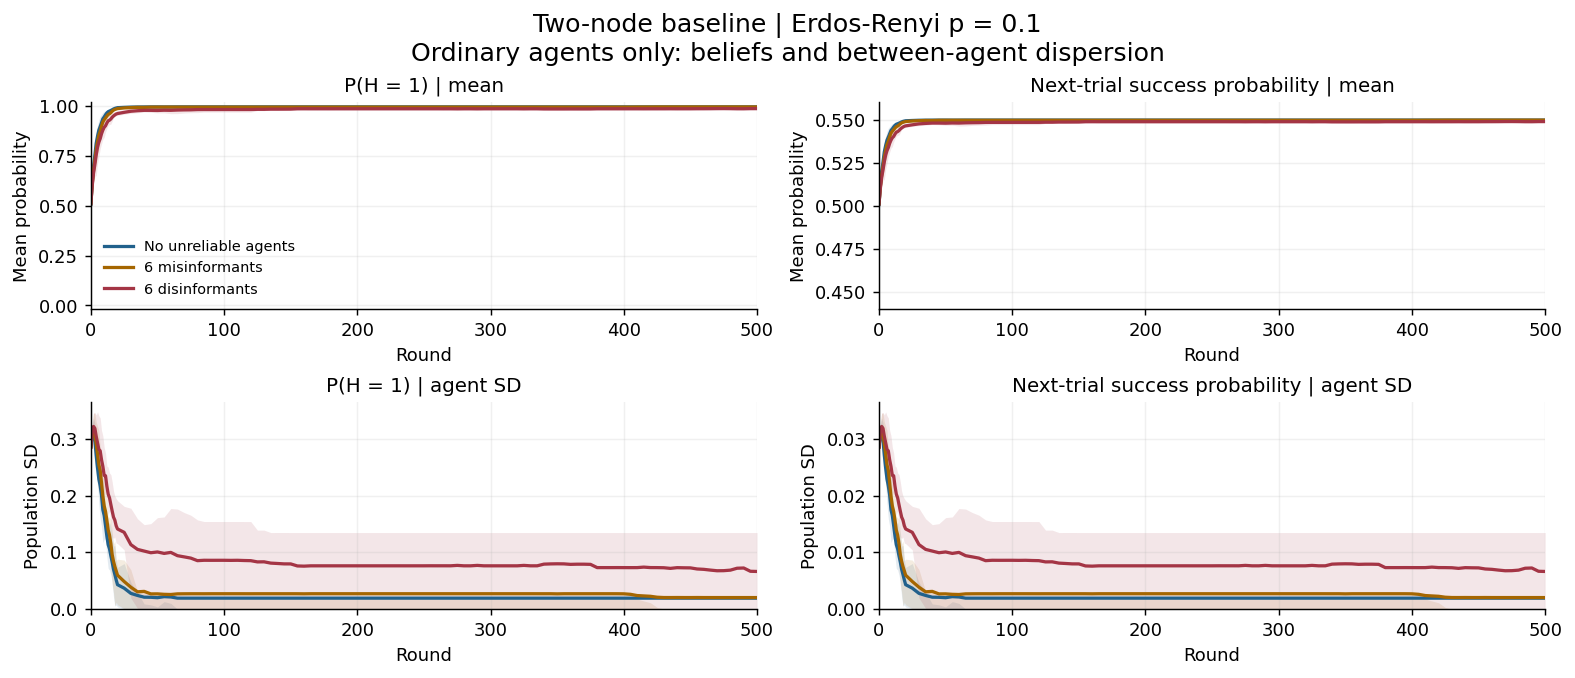 Two-node baseline | Erdos-Renyi p = 0.1
Ordinary agents only: beliefs and between-agent dispersion
P(H = 1) | mean
Mean probability
1.00
0.75
0.50
0.25
0.00
No unreliable agents
6 misinformants
6 disinformants
0 100 200 300 400 500
Round
Next-trial success probability | mean
Mean probability
0.550
0.525
0.500
0.475
0.450
0 100 200 300 400 500
Round
P(H = 1) | agent SD
Population SD
0.3
0.2
0.1
0.0
0 100 200 300 400 500
Round
Next-trial success probability | agent SD
Population SD
0.03
0.02
0.01
0.00
0 100 200 300 400 500
Round